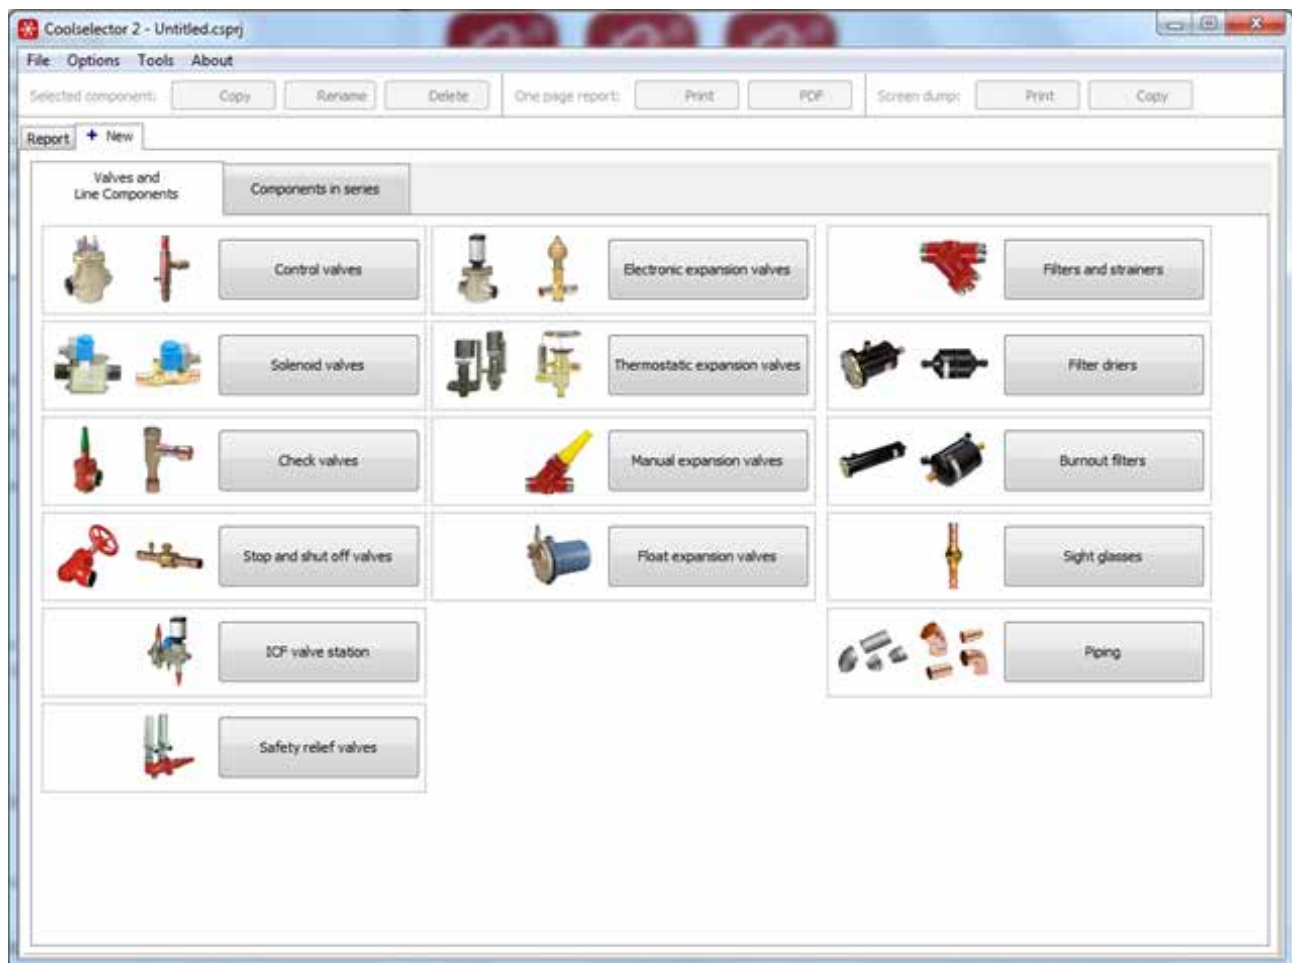 Coolselector 2 - Untitled.csprj
File Options Tools About
Selected component: Copy Rename Delete One page report: Print PDF Screen dump: Print Copy
Report + New
Valves and
Line Components
Components in series
Control valves
Electronic expansion valves
Filters and strainers
Solenoid valves
Thermostatic expansion valves
Filter driers
Check valves
Manual expansion valves
Burnout filters
Stop and shut off valves
Float expansion valves
Sight glasses
ICF valve station
Piping
Safety relief valves